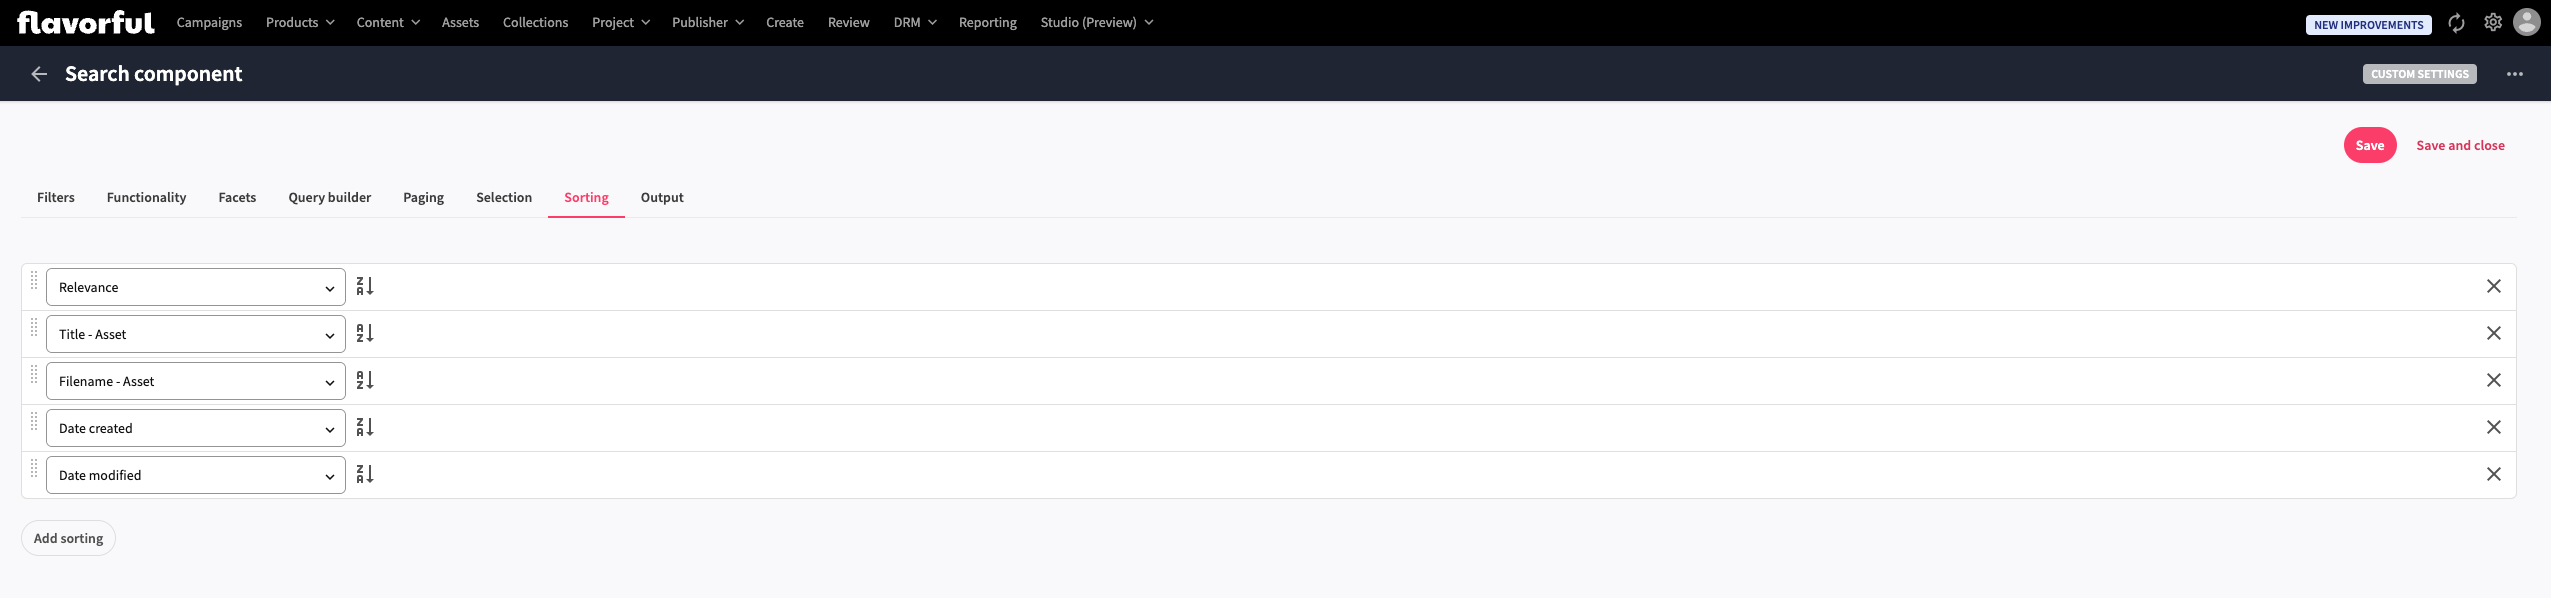 flavorful Campaigns Products Content Assets Collections Project Publisher Create Review DRM Reporting Studio (Preview) NEW IMPROVEMENTS
Search component CUSTOM SETTINGS
Save Save and close
Filters Functionality Facets Query builder Paging Selection Sorting Output
Relevance
Title - Asset
Filename - Asset
Date created
Date modified
Add sorting